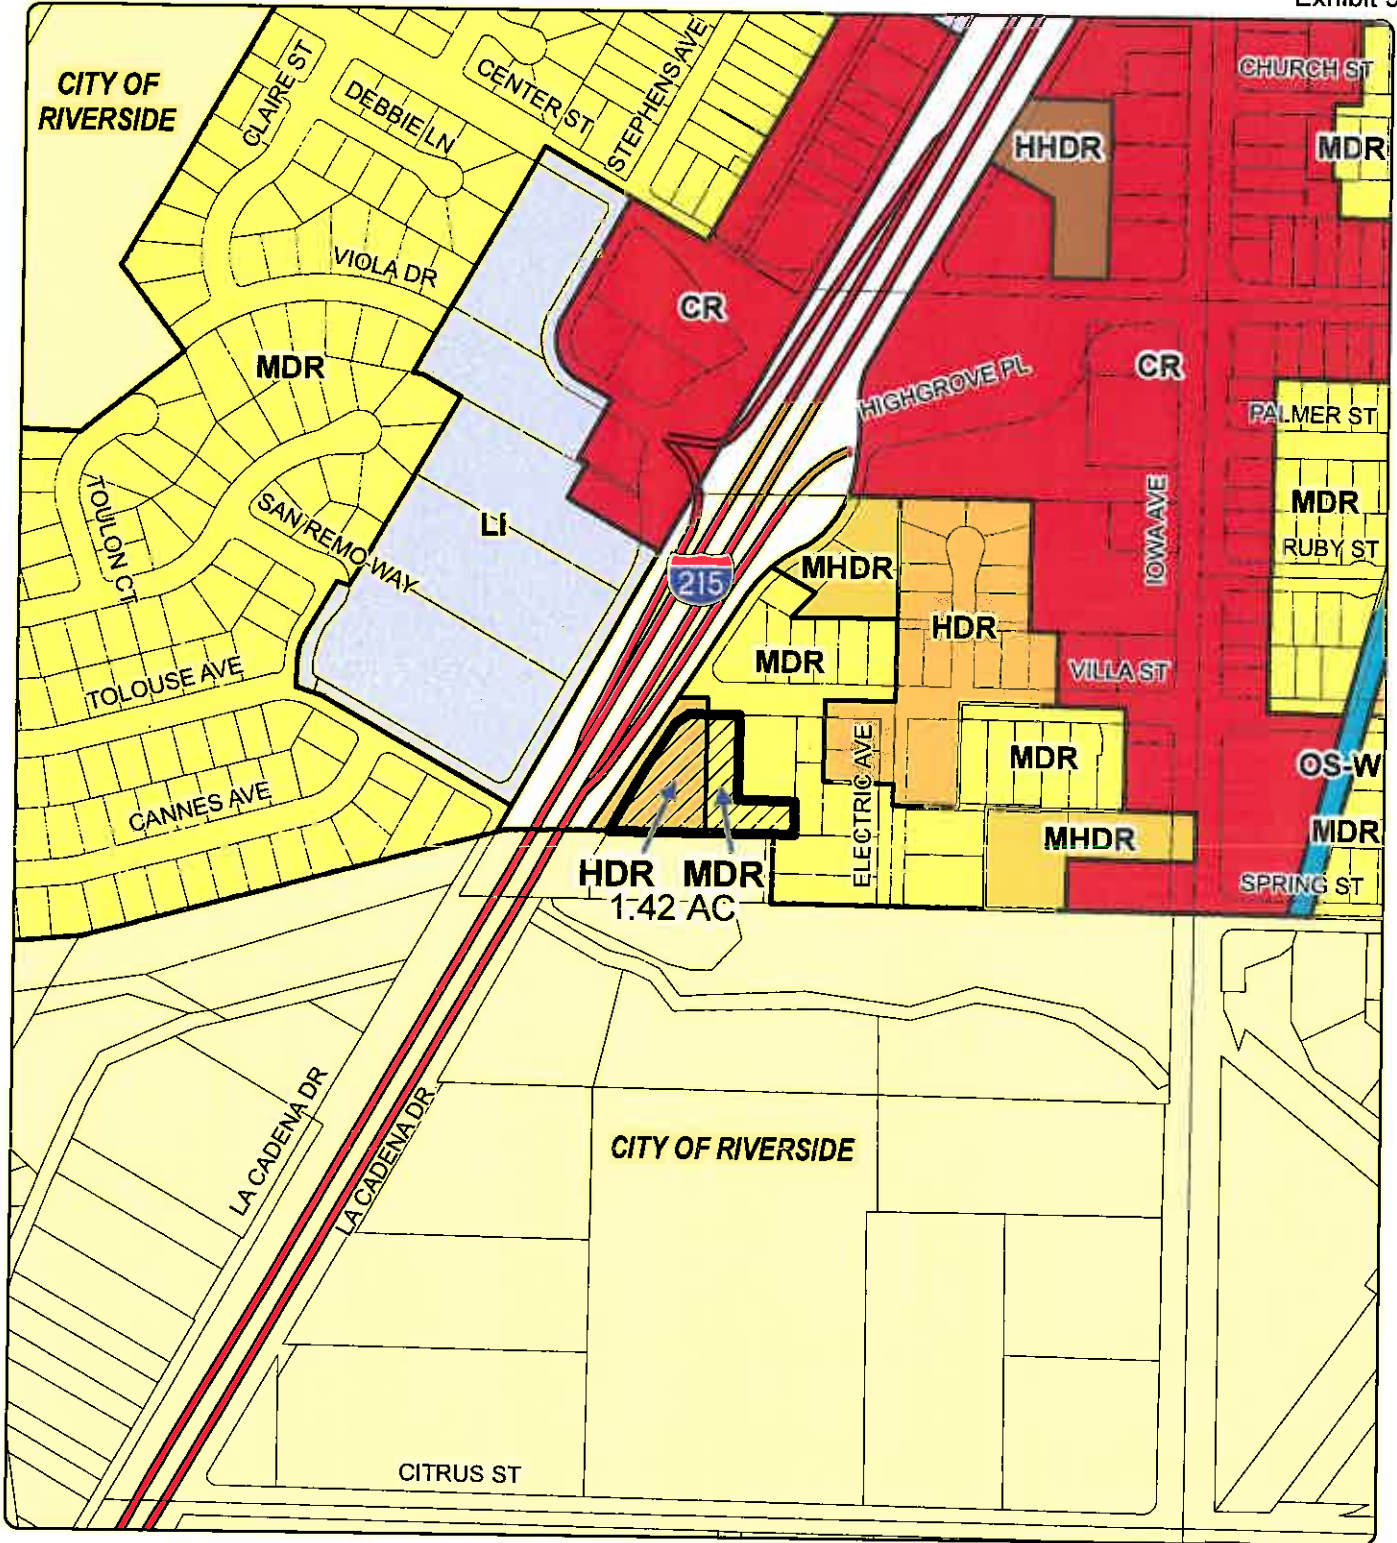 Exhibit
CITY OF
RIVERSIDE
CLAIRE ST
DEBBIE LN
CENTER ST
STEPHENS AVE
CHURCH ST
HHDR
MDR
VIOLA DR
CR
MDR
HIGHGROVE PL
CR
PALMER ST
TOULON CT
SAN REMO WAY
LI
215
MHDR
IOWA AVE
MDR
RUBY ST
HDR
MDR
VILLA ST
TOLOUSE AVE
ELECTRIC AVE
MDR
OS-W
CANNES AVE
MHDR
MDR
HDR MDR
1.42 AC
SPRING ST
LA CADENA DR
LA CADENA DR
CITY OF RIVERSIDE
CITRUS ST